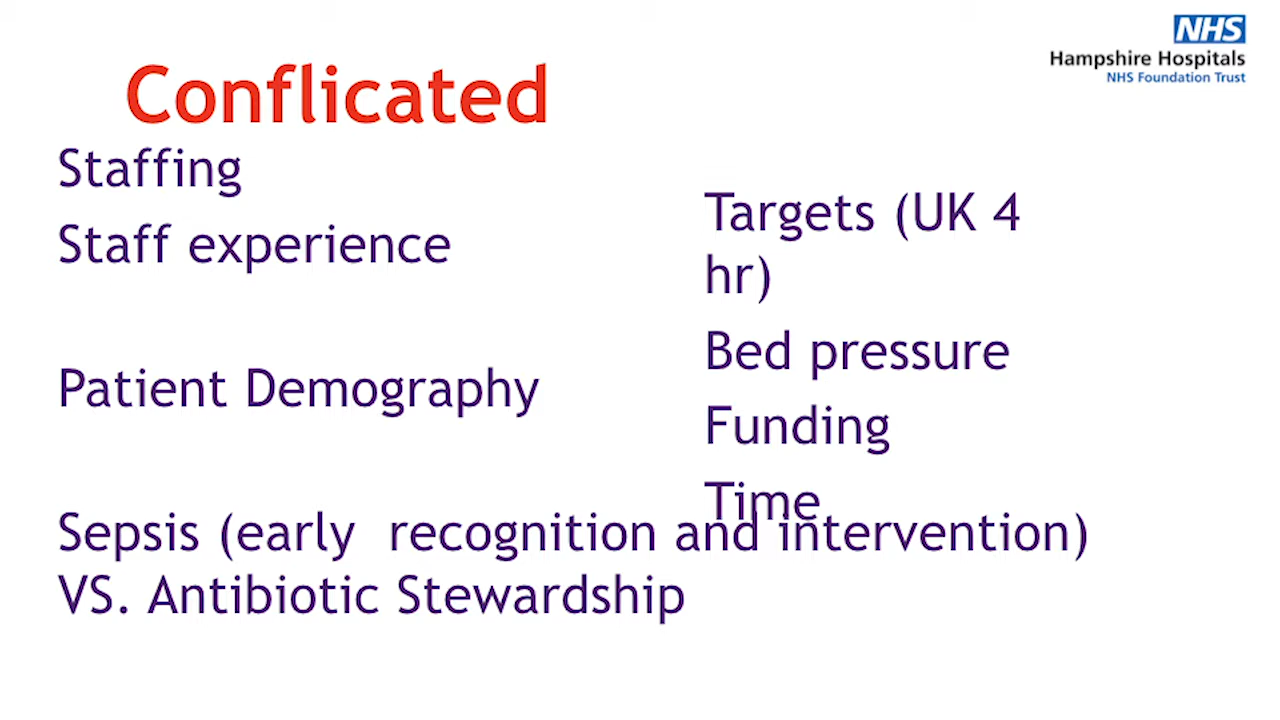 NHS
Hampshire Hospitals
NHS Foundation Trust
Conflicated
Staffing
Staff experience
Patient Demography
Targets (UK 4
hr)
Bed pressure
Funding
Time
Sepsis (early  recognition and intervention)
VS. Antibiotic Stewardship